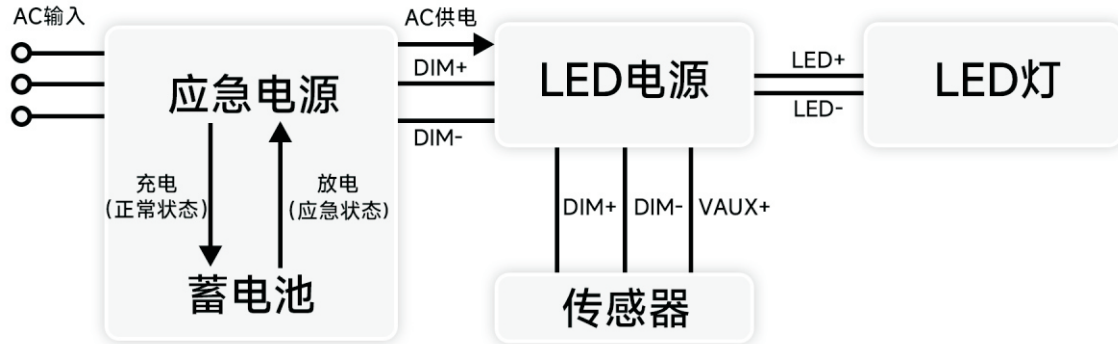 AC输入
应急电源
充电
(正常状态)
放电
(应急状态)
蓄电池
AC供电
DIM+
DIM-
LED电源
LED+
LED-
LED灯
DIM+
DIM-
VAUX+
传感器